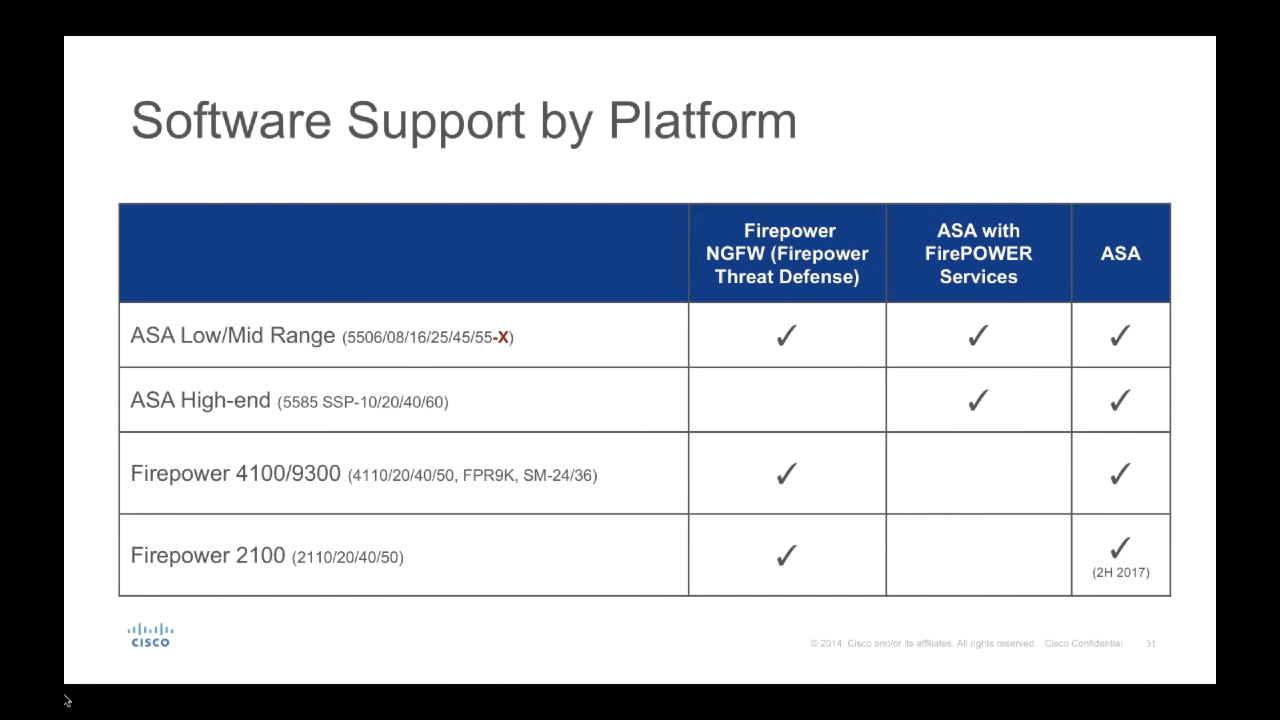 Software Support by Platform
Firepower
NGFW (Firepower
Threat Defense)
ASA with
FirePOWER
Services
ASA
ASA Low/Mid Range (5506/08/16/25/45/55-X)
✓ ✓ ✓
ASA High-end (5585 SSP-10/20/40/60)
✓ ✓
Firepower 4100/9300 (4110/20/40/50, FPR9K, SM-24/36)
✓ ✓
Firepower 2100 (2110/20/40/50)
✓ ✓
(2H 2017)
CISCO
© 2014 Cisco and/or its affiliates. All rights reserved. Cisco Confidential 31